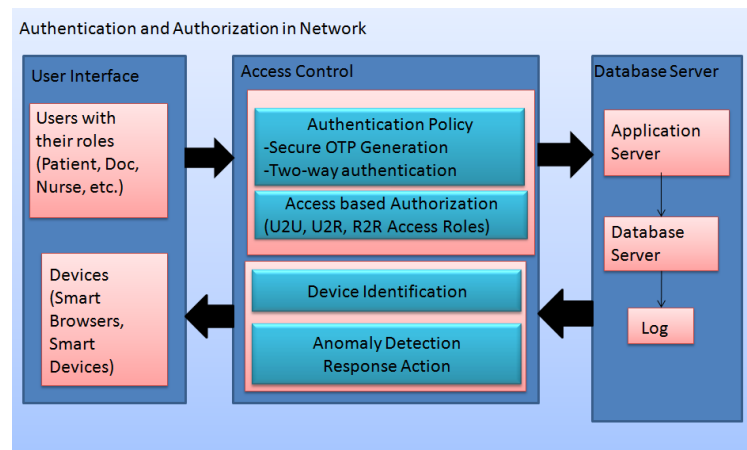 Authentication and Authorization in Network
User Interface
Users with
their roles
(Patient, Doc,
Nurse, etc.)
Devices
(Smart
Browsers,
Smart
Devices)
Access Control
Authentication Policy
-Secure OTP Generation
-Two-way authentication
Access based Authorization
(U2U, U2R, R2R Access Roles)
Device Identification
Anomaly Detection
Response Action
Database Server
Application
Server
Database
Server
Log